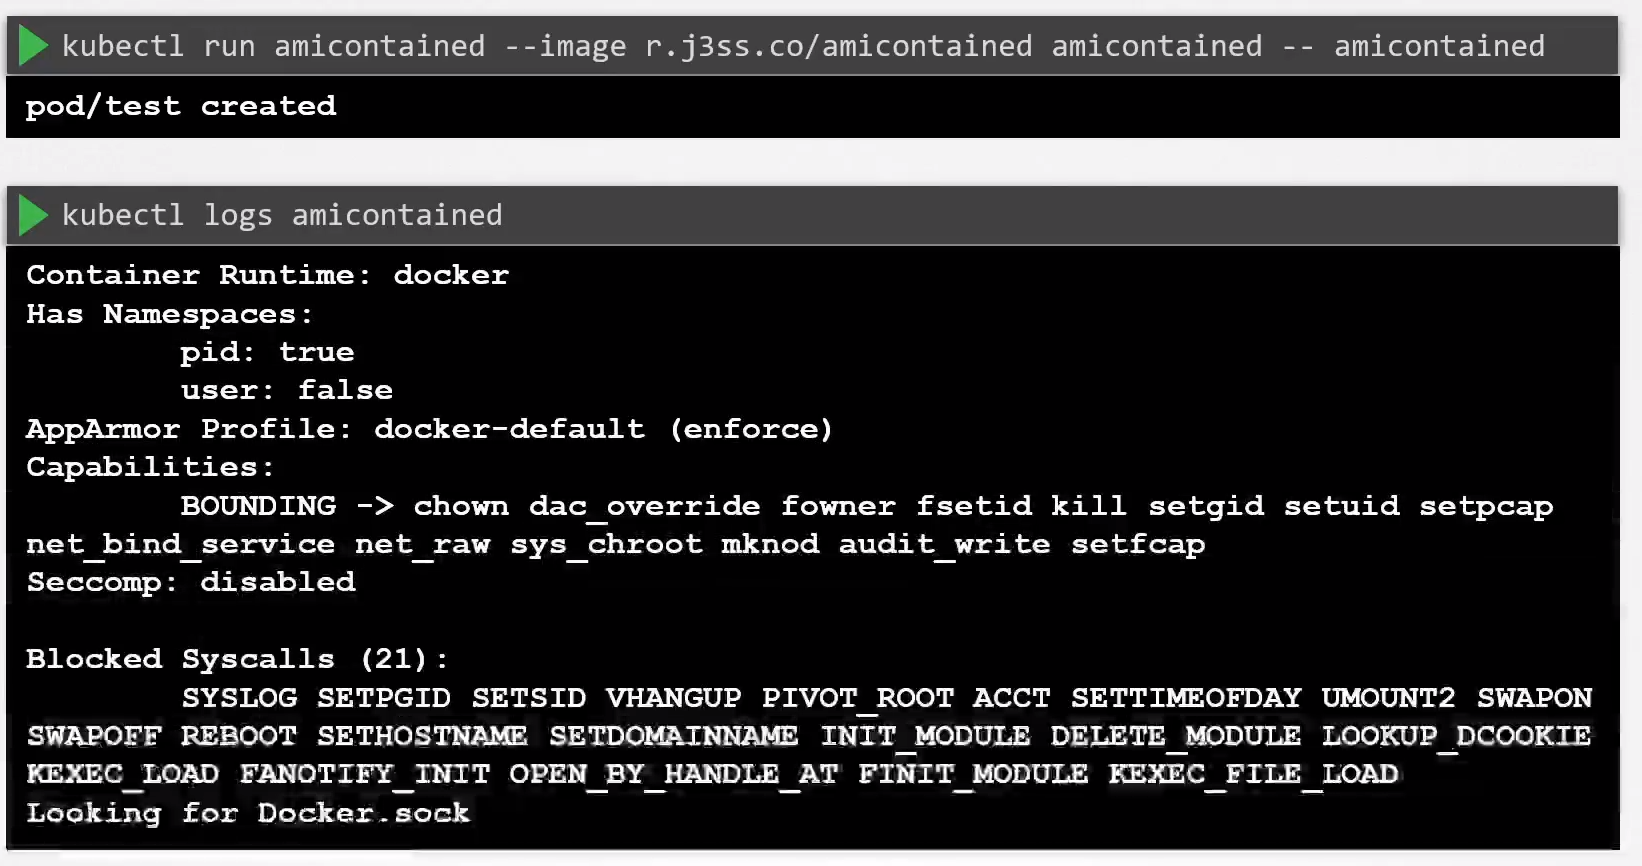 kubectl run amicontained --image r.j3ss.co/amicontained amicontained -- amicontained
pod/test created
kubectl logs amicontained
Container Runtime: docker
Has Namespaces:
pid: true
user: false
AppArmor Profile: docker-default (enforce)
Capabilities:
BOUNDING -> chown dac_override fowner fsetid kill setgid setuid setpcap
net_bind_service net_raw sys_chroot mknod audit_write setfcap
Seccomp: disabled
Blocked Syscalls (21):
SYSLOG SETPGID SETSID VHANGUP PIVOT_ROOT ACCT SETTIMEOFDAY UMOUNT2 SWAPON
SWAPOFF REBOOT SETHOSTNAME SETDOMAINNAME INIT_MODULE DELETE_MODULE LOOKUP_DCOOKIE
KEXEC_LOAD FANOTIFY_INIT OPEN_BY_HANDLE_AT FINIT_MODULE KEXEC_FILE_LOAD
Looking for Docker.sock